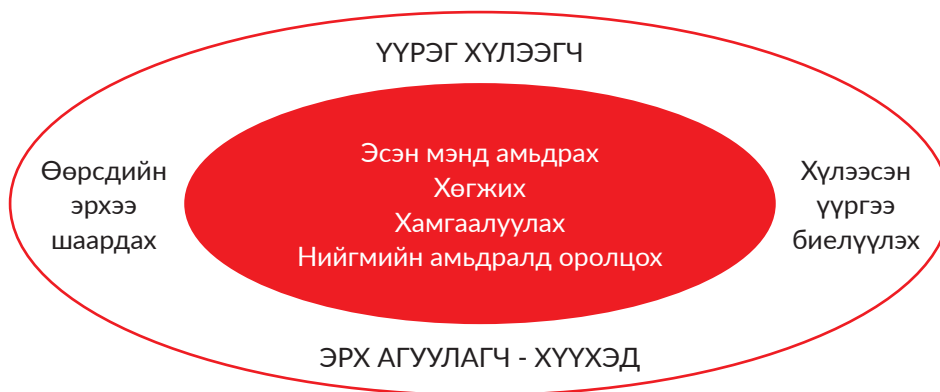 ҮҮРЭГ ХҮЛЭЭГЧ
Өөрсдийн
эрхээ
шаардах
Эсэн мэнд амьдрах
Хөгжих
Хамгаалуулах
Нийгмийн амьдралд оролцох
Хүлээсэн
үүргээ
биелүүлэх
ЭРХ АГУУЛАГЧ - ХҮҮХЭД